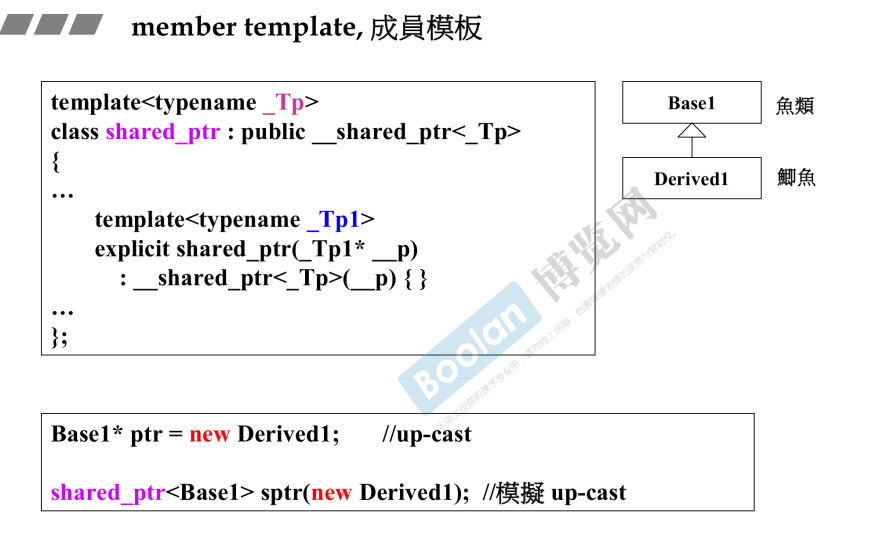 member template, 成員模板
template<typename _Tp>
class shared_ptr : public __shared_ptr<_Tp>
{
...
template<typename _Tp1>
explicit shared_ptr(_Tp1* __p)
: __shared_ptr<_Tp>(__p) { }
...
};
Base1
魚類
Derived1
鯽魚
Boolan
博览网
Base1* ptr = new Derived1; //up-cast
shared_ptr<Base1> sptr(new Derived1); //模擬 up-cast